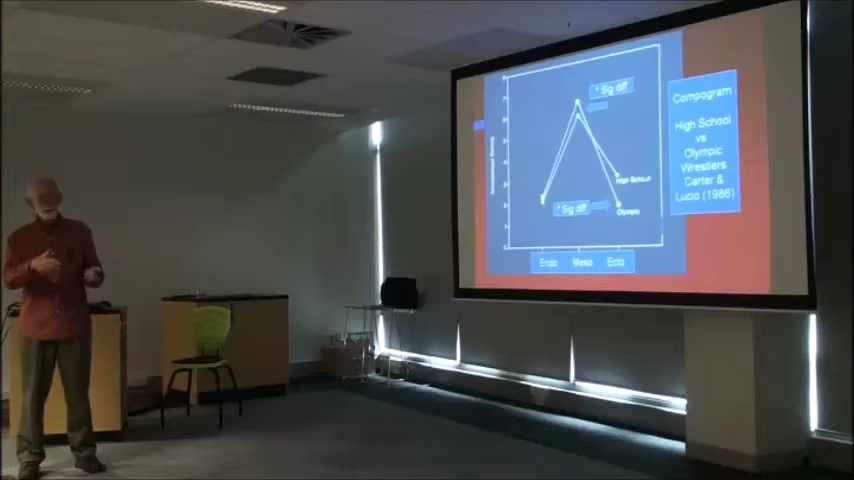 * Sig diff
High School
* Sig diff
Olympic
Endo Meso Ecto
Compogram
High School
vs
Olympic
Wrestlers
Carter &
Lucio (1986)